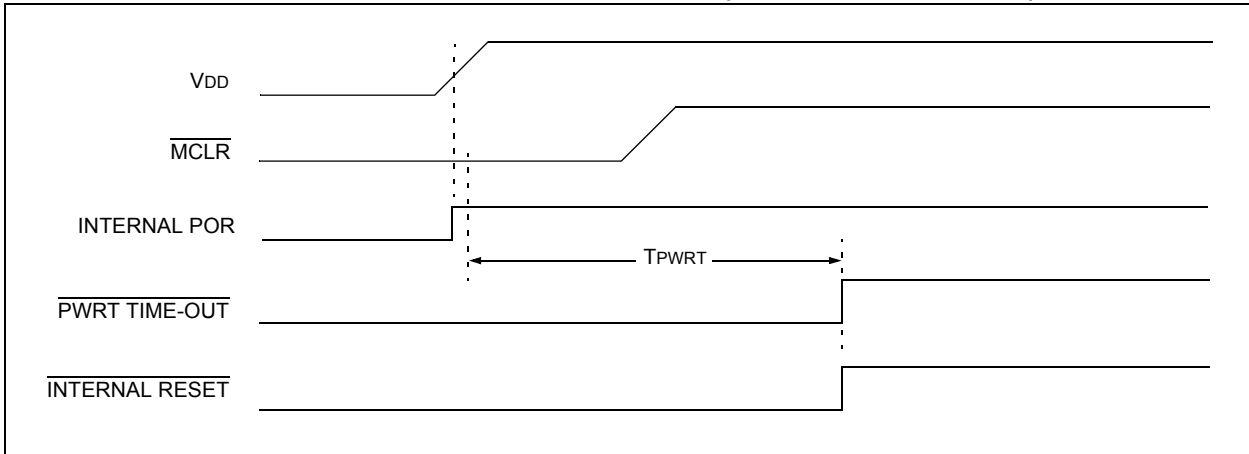 VDD
MCLR
INTERNAL POR
TPWRT
PWRT TIME-OUT
INTERNAL RESET